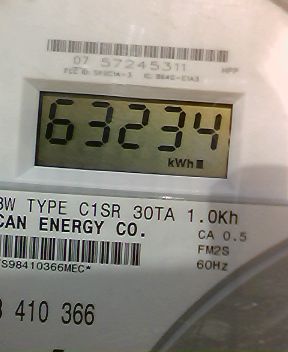 07 57245311
63234
kWh
3W TYPE C1SR 30TA 1.0Kh
CAN ENERGY CO.
CA 0.5
FM2S
60Hz
S98410366MEC*
410 366